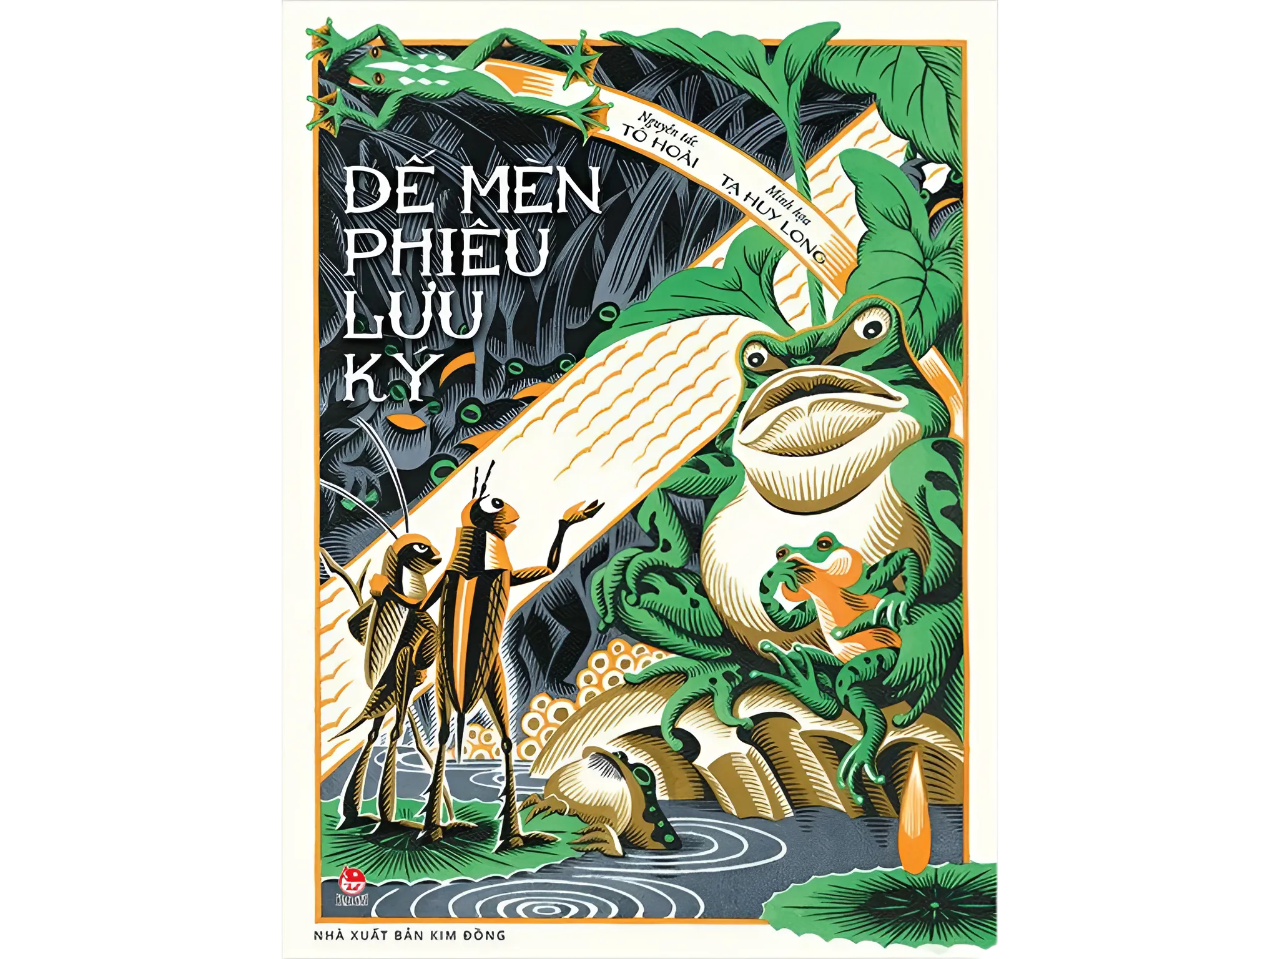 Nguyên tác
TÔ HOÀI
Minh họa
TẠ HUY LONG
DẾ MÈN
PHIÊU
LƯU
KÝ
NHÀ XUẤT BẢN KIM ĐỒNG